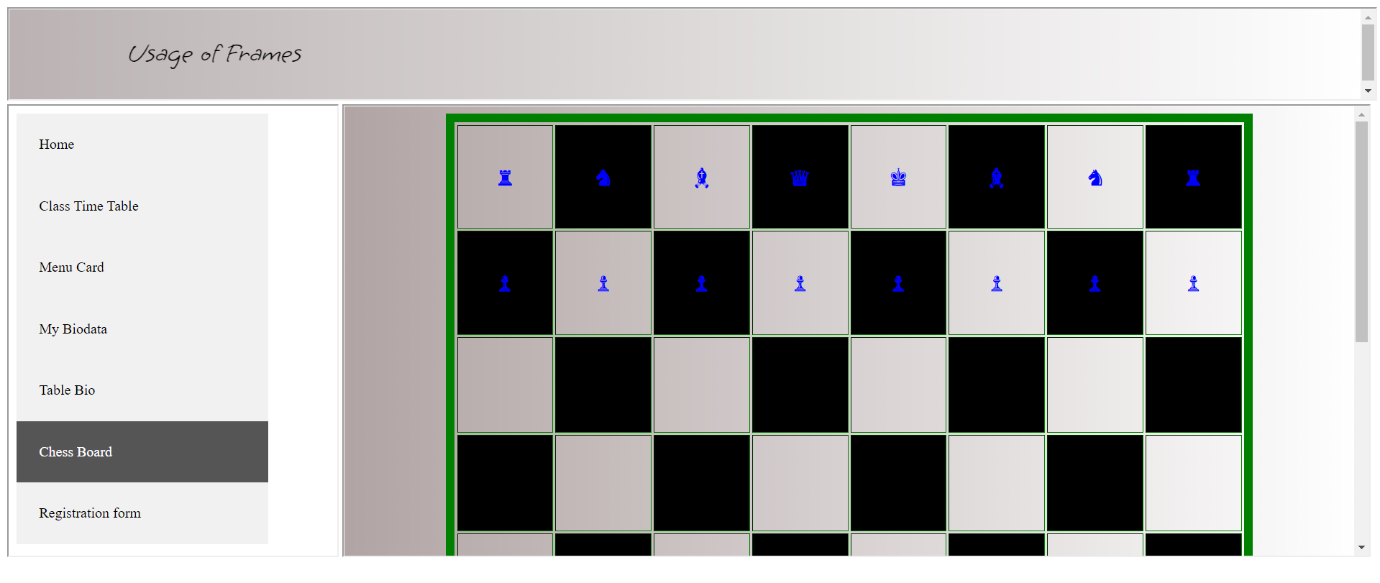 Usage of Frames
Home
Class Time Table
Menu Card
My Biodata
Table Bio
Chess Board
Registration form